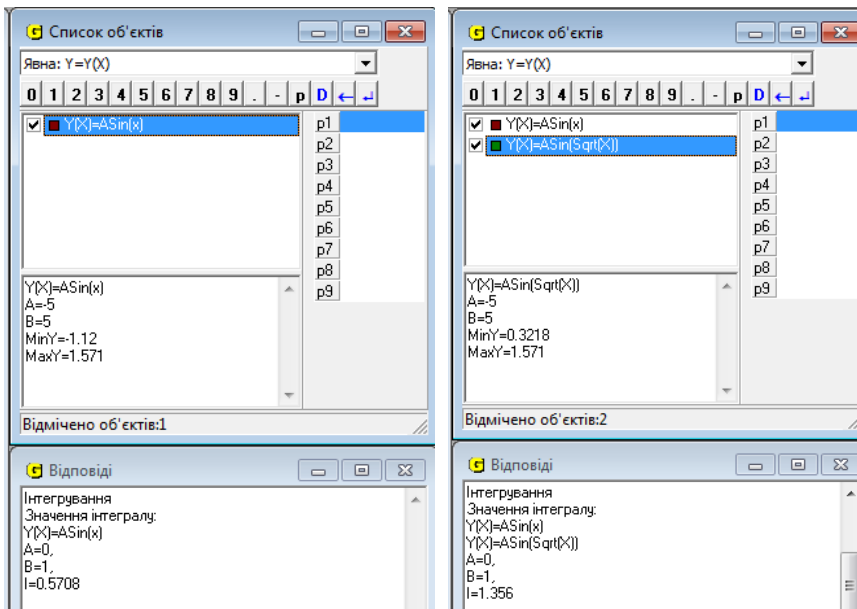 Список об'єктів
Явна: Y=Y(X)
0 1 2 3 4 5 6 7 8 9 . - p D ← ↲
Y(X)=ASin(x)
p1
p2
p3
p4
p5
p6
p7
p8
p9
Y(X)=ASin(x)
A=-5
B=5
MinY=-1.12
MaxY=1.571
Відмічено об'єктів:1
Відповіді
Інтегрування
Значення інтегралу:
Y(X)=ASin(x)
A=0,
B=1,
I=0.5708
Список об'єктів
Явна: Y=Y(X)
0 1 2 3 4 5 6 7 8 9 . - p D ← ↲
Y(X)=ASin(x)
Y(X)=ASin(Sqrt(X))
p1
p2
p3
p4
p5
p6
p7
p8
p9
Y(X)=ASin(Sqrt(X))
A=-5
B=5
MinY=0.3218
MaxY=1.571
Відмічено об'єктів:2
Відповіді
Інтегрування
Значення інтегралу:
Y(X)=ASin(x)
Y(X)=ASin(Sqrt(X))
A=0,
B=1,
I=1.356